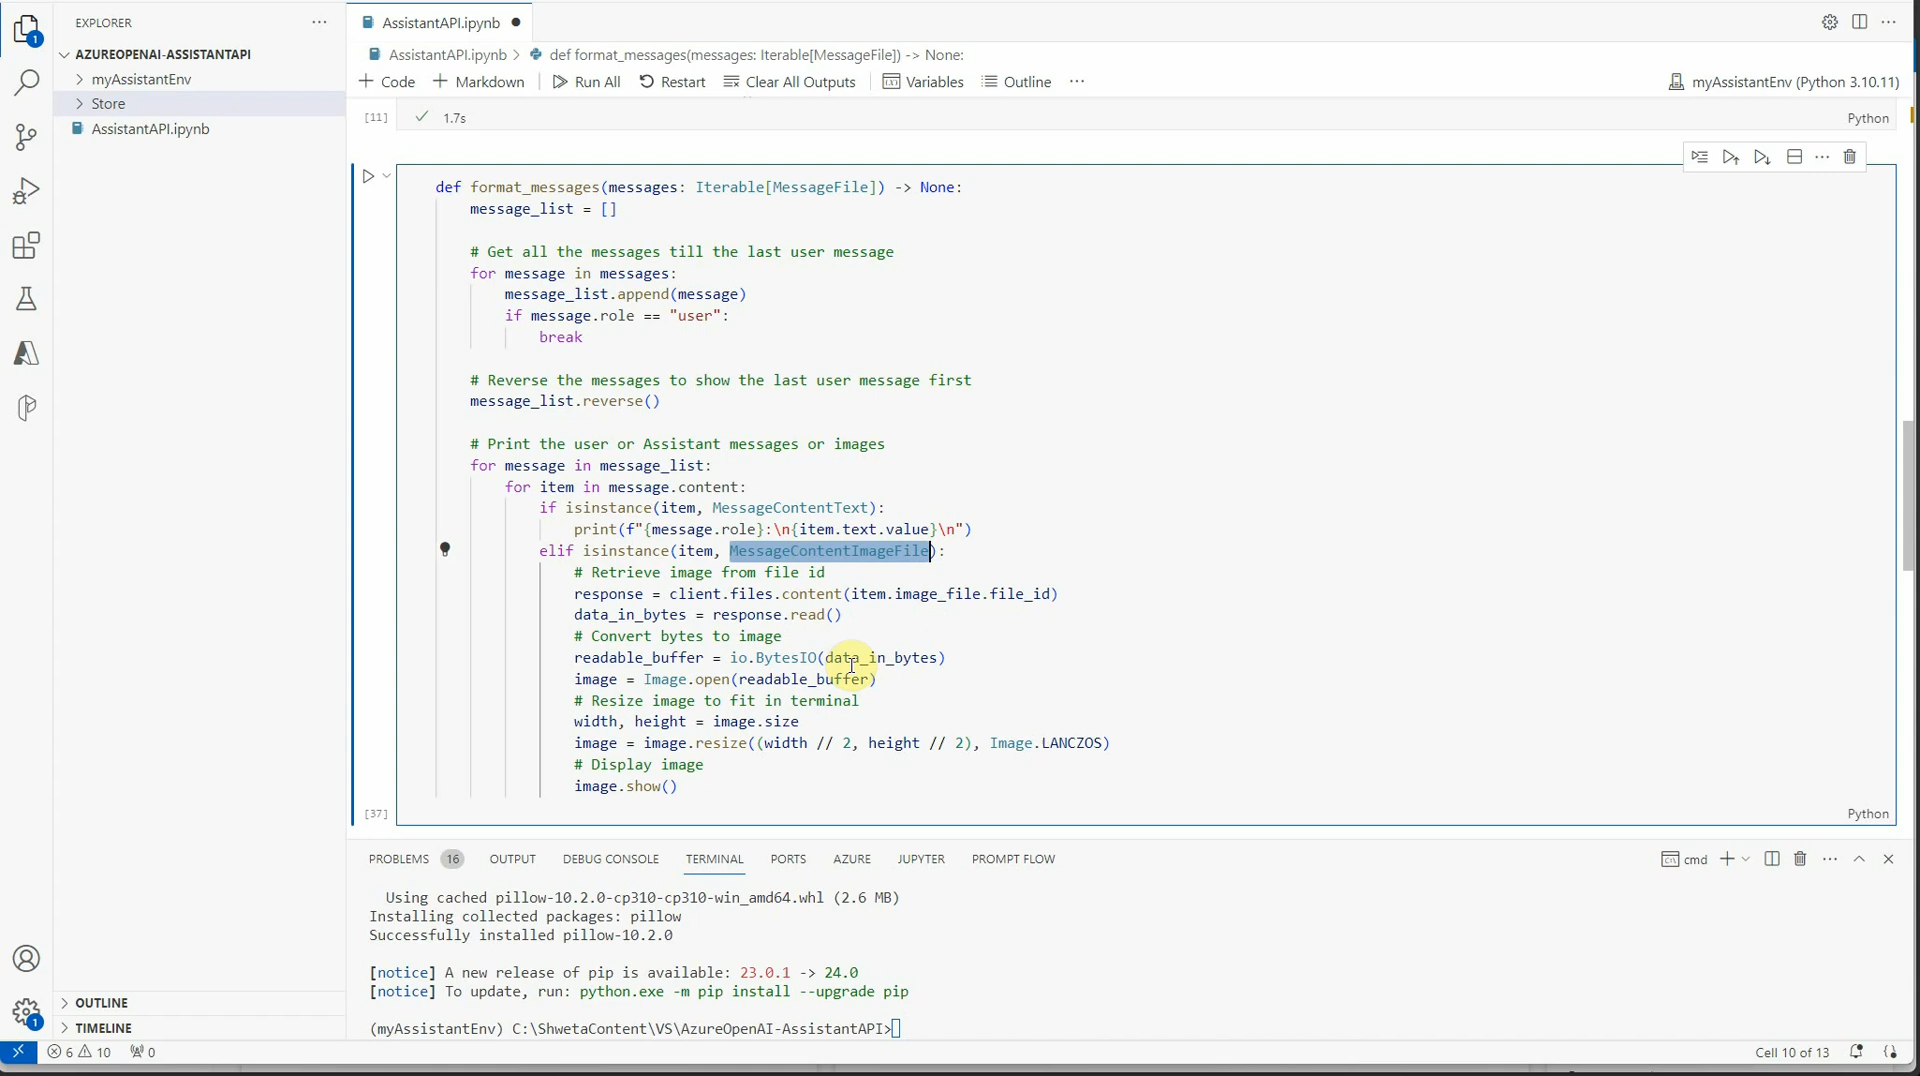 EXPLORER
AZUREOPENAI-ASSISTANTAPI
myAssistantEnv
Store
AssistantAPI.ipynb
OUTLINE
TIMELINE
1
1
AssistantAPI.ipynb
AssistantAPI.ipynb > def format_messages(messages: Iterable[MessageFile]) -> None:
+ Code + Markdown Run All Restart Clear All Outputs Variables Outline ...
myAssistantEnv (Python 3.10.11)
[11] ✓ 1.7s Python
def format_messages(messages: Iterable[MessageFile]) -> None:
message_list = []
# Get all the messages till the last user message
for message in messages:
message_list.append(message)
if message.role == "user":
break
# Reverse the messages to show the last user message first
message_list.reverse()
# Print the user or Assistant messages or images
for message in message_list:
for item in message.content:
if isinstance(item, MessageContentText):
print(f"{message.role}:\n{item.text.value}\n")
elif isinstance(item, MessageContentImageFile):
# Retrieve image from file id
response = client.files.content(item.image_file.file_id)
data_in_bytes = response.read()
# Convert bytes to image
readable_buffer = io.BytesIO(data_in_bytes)
image = Image.open(readable_buffer)
# Resize image to fit in terminal
width, height = image.size
image = image.resize((width // 2, height // 2), Image.LANCZOS)
# Display image
image.show()
[37] Python
PROBLEMS 16 OUTPUT DEBUG CONSOLE TERMINAL PORTS AZURE JUPYTER PROMPT FLOW
cmd
Using cached pillow-10.2.0-cp310-cp310-win_amd64.whl (2.6 MB)
Installing collected packages: pillow
Successfully installed pillow-10.2.0
[notice] A new release of pip is available: 23.0.1 -> 24.0
[notice] To update, run: python.exe -m pip install --upgrade pip
(myAssistantEnv) C:\ShwetaContent\VS\AzureOpenAI-AssistantAPI>
6 10 0
Cell 10 of 13